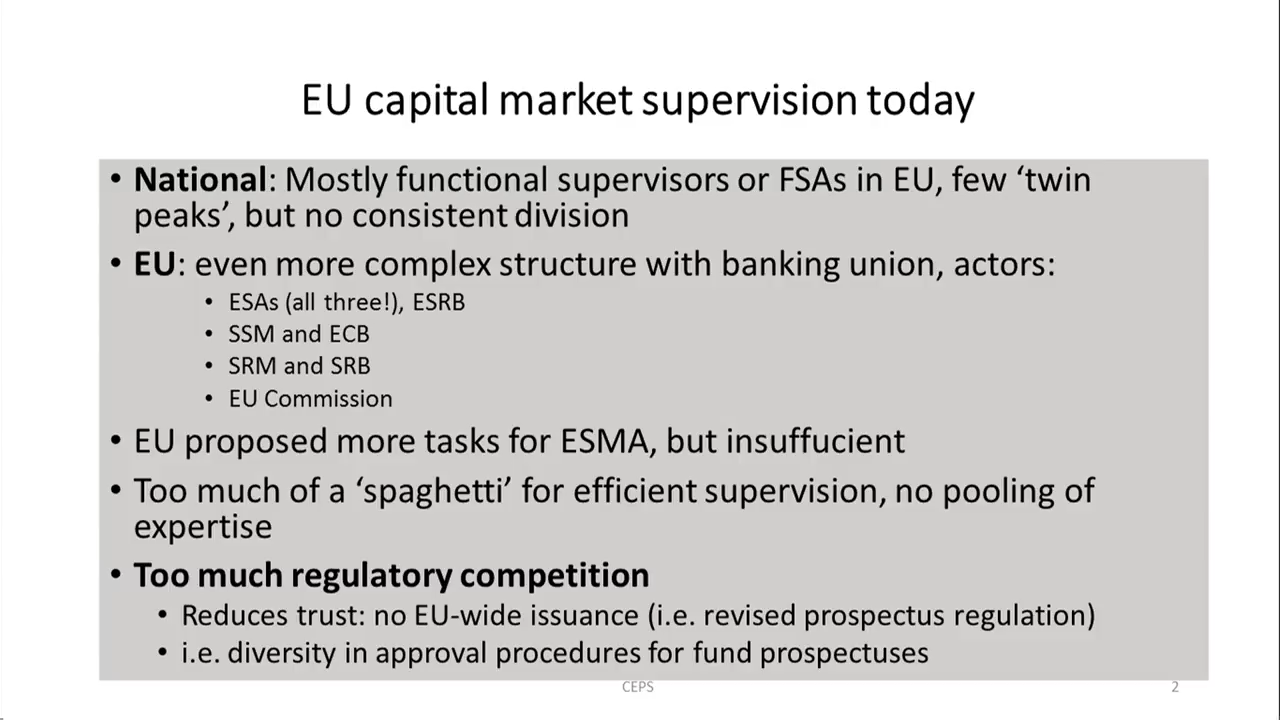 EU capital market supervision today
• National: Mostly functional supervisors or FSAs in EU, few ‘twin
peaks’, but no consistent division
• EU: even more complex structure with banking union, actors:
• ESAs (all three!), ESRB
• SSM and ECB
• SRM and SRB
• EU Commission
• EU proposed more tasks for ESMA, but insuffucient
• Too much of a ‘spaghetti’ for efficient supervision, no pooling of
expertise
• Too much regulatory competition
• Reduces trust: no EU-wide issuance (i.e. revised prospectus regulation)
• i.e. diversity in approval procedures for fund prospectuses
CEPS
2